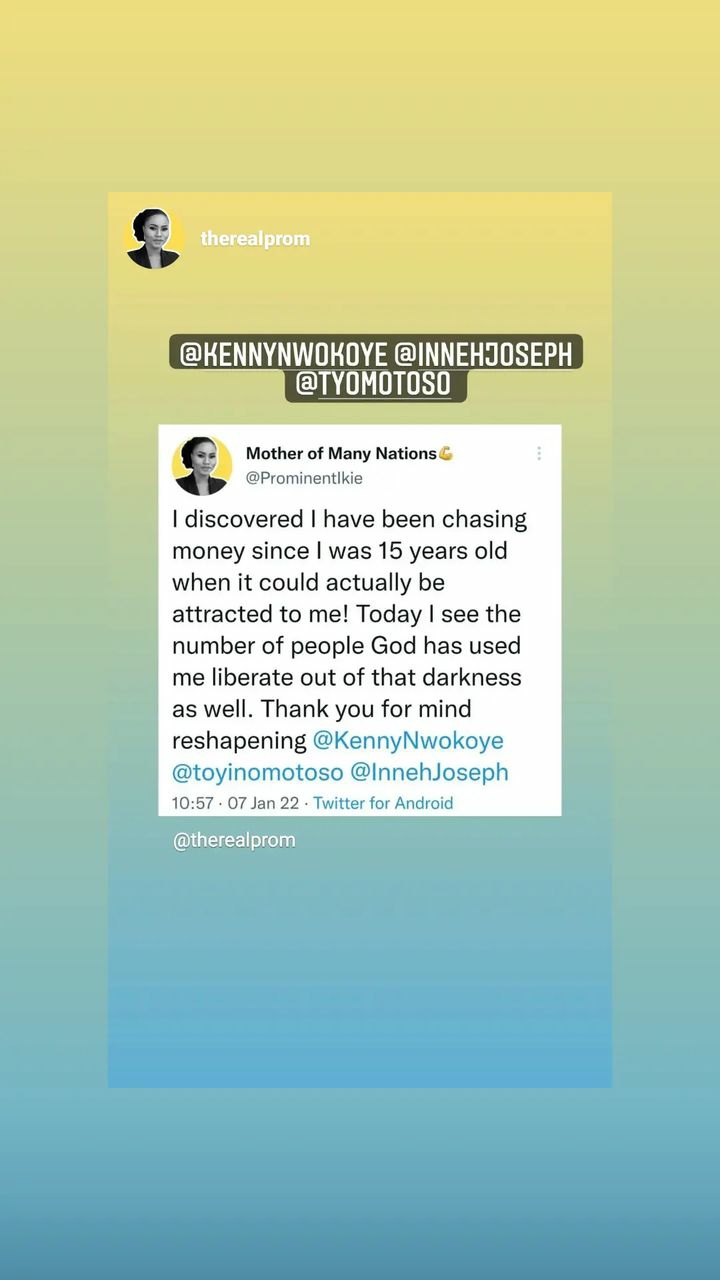 therealprom
@KENNYNWOKOYE @INNEHJOSEPH
@TYOMOTOSO
Mother of Many Nations💪
@ProminentIkie
I discovered I have been chasing
money since I was 15 years old
when it could actually be
attracted to me! Today I see the
number of people God has used
me liberate out of that darkness
as well. Thank you for mind
reshapening @KennyNwokoye
@toyinomotoso @InnehJoseph
10:57 · 07 Jan 22 · Twitter for Android
@therealprom